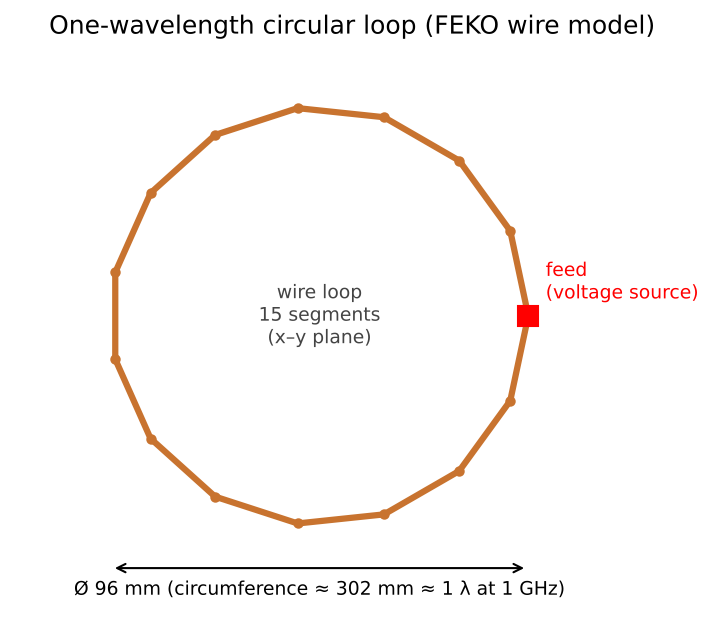 One-wavelength circular loop (FEKO wire model)
feed
(voltage source)
wire loop
15 segments
(x–y plane)
Ø 96 mm (circumference ≈ 302 mm ≈ 1 λ at 1 GHz)